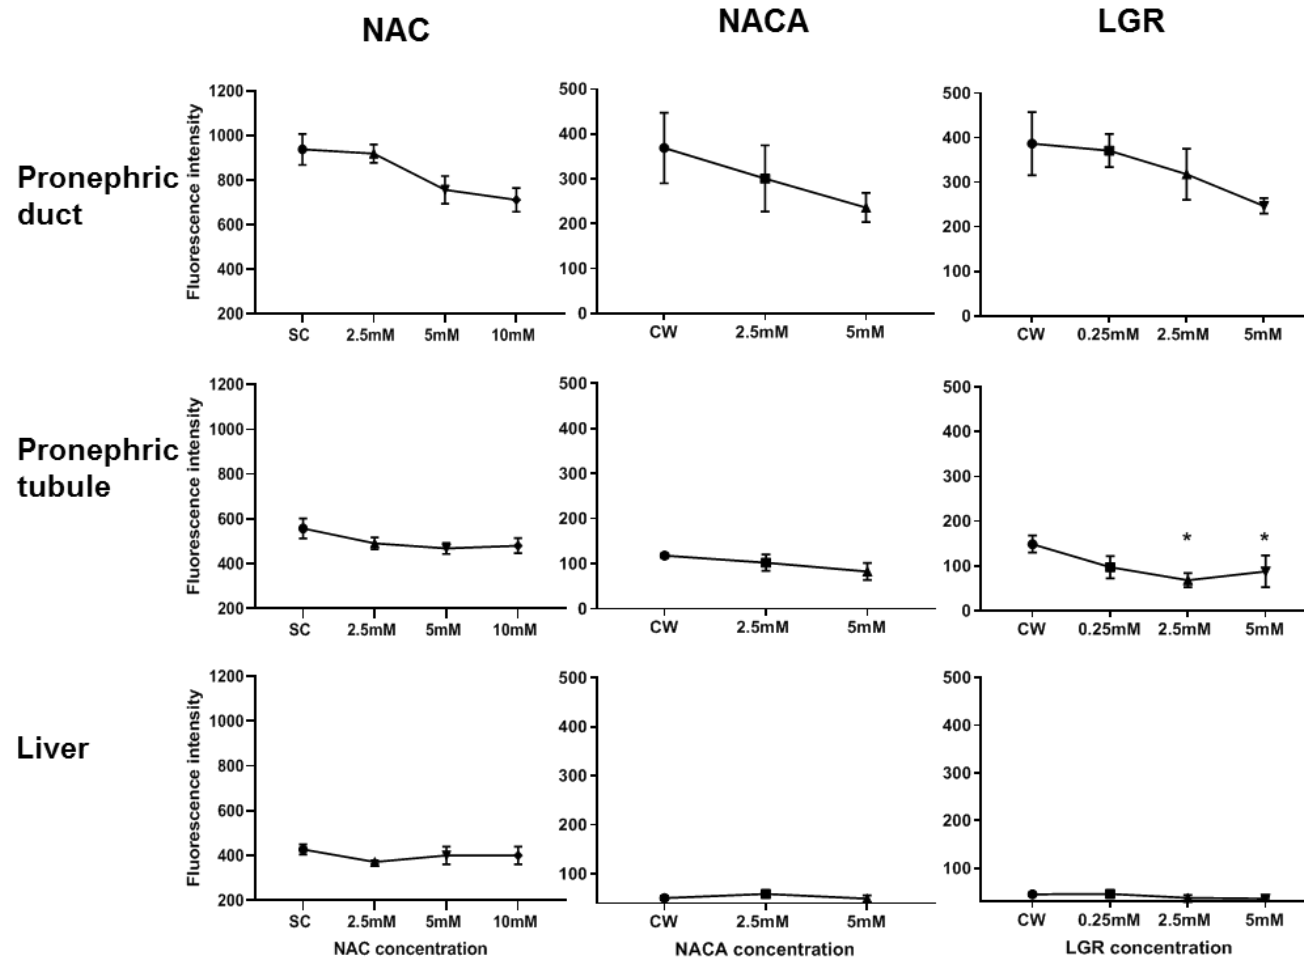 NAC
NACA
LGR
Pronephric
duct
Fluorescence intensity
1200
1000
800
600
400
200
SC 2.5mM 5mM 10mM
500
400
300
200
100
0
CW 2.5mM 5mM
500
400
300
200
100
0
CW 0.25mM 2.5mM 5mM
Pronephric
tubule
Fluorescence intensity
1200
1000
800
600
400
200
SC 2.5mM 5mM 10mM
500
400
300
200
100
0
CW 2.5mM 5mM
500
400
300
200
100
0
* *
CW 0.25mM 2.5mM 5mM
Liver
Fluorescence intensity
1200
1000
800
600
400
200
SC 2.5mM 5mM 10mM
NAC concentration
500
400
300
200
100
CW 2.5mM 5mM
NACA concentration
500
400
300
200
100
CW 0.25mM 2.5mM 5mM
LGR concentration